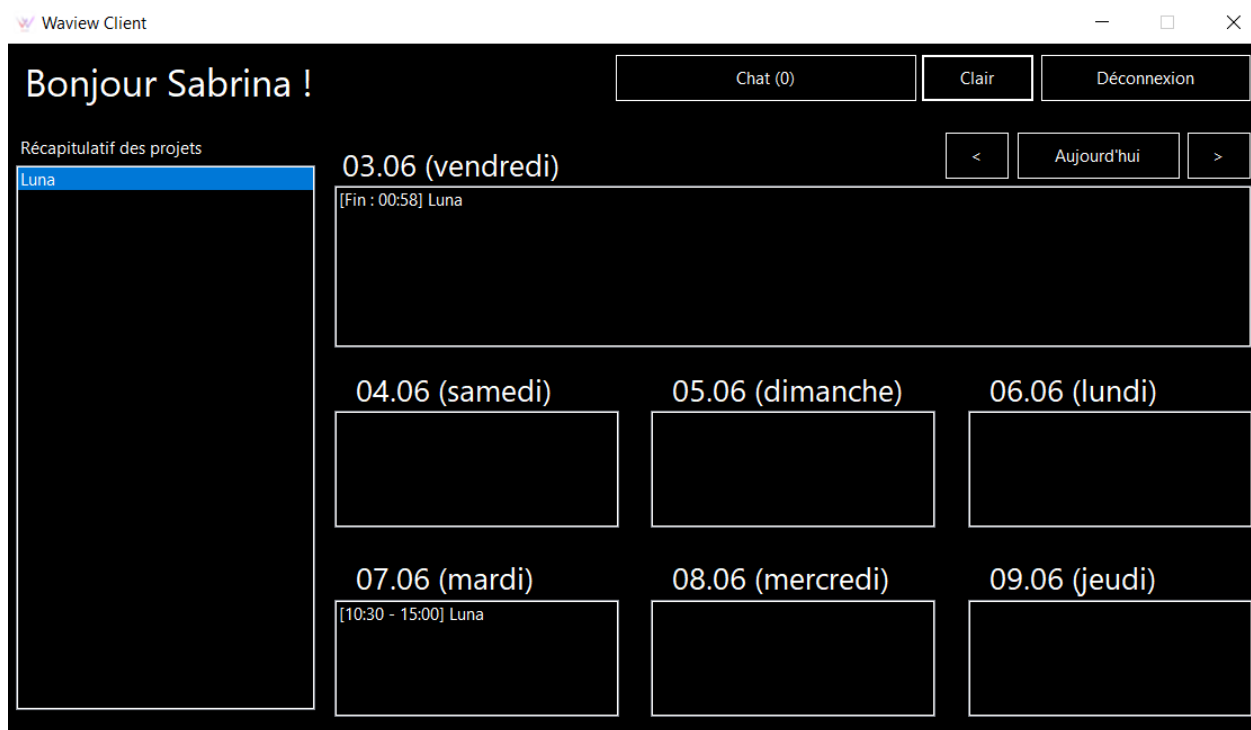 Waview Client
Bonjour Sabrina !
Chat (0)
Clair
Déconnexion
Récapitulatif des projets
Luna
03.06 (vendredi)
<
Aujourd'hui
>
[Fin : 00:58] Luna
04.06 (samedi)
05.06 (dimanche)
06.06 (lundi)
07.06 (mardi)
08.06 (mercredi)
09.06 (jeudi)
[10:30 - 15:00] Luna